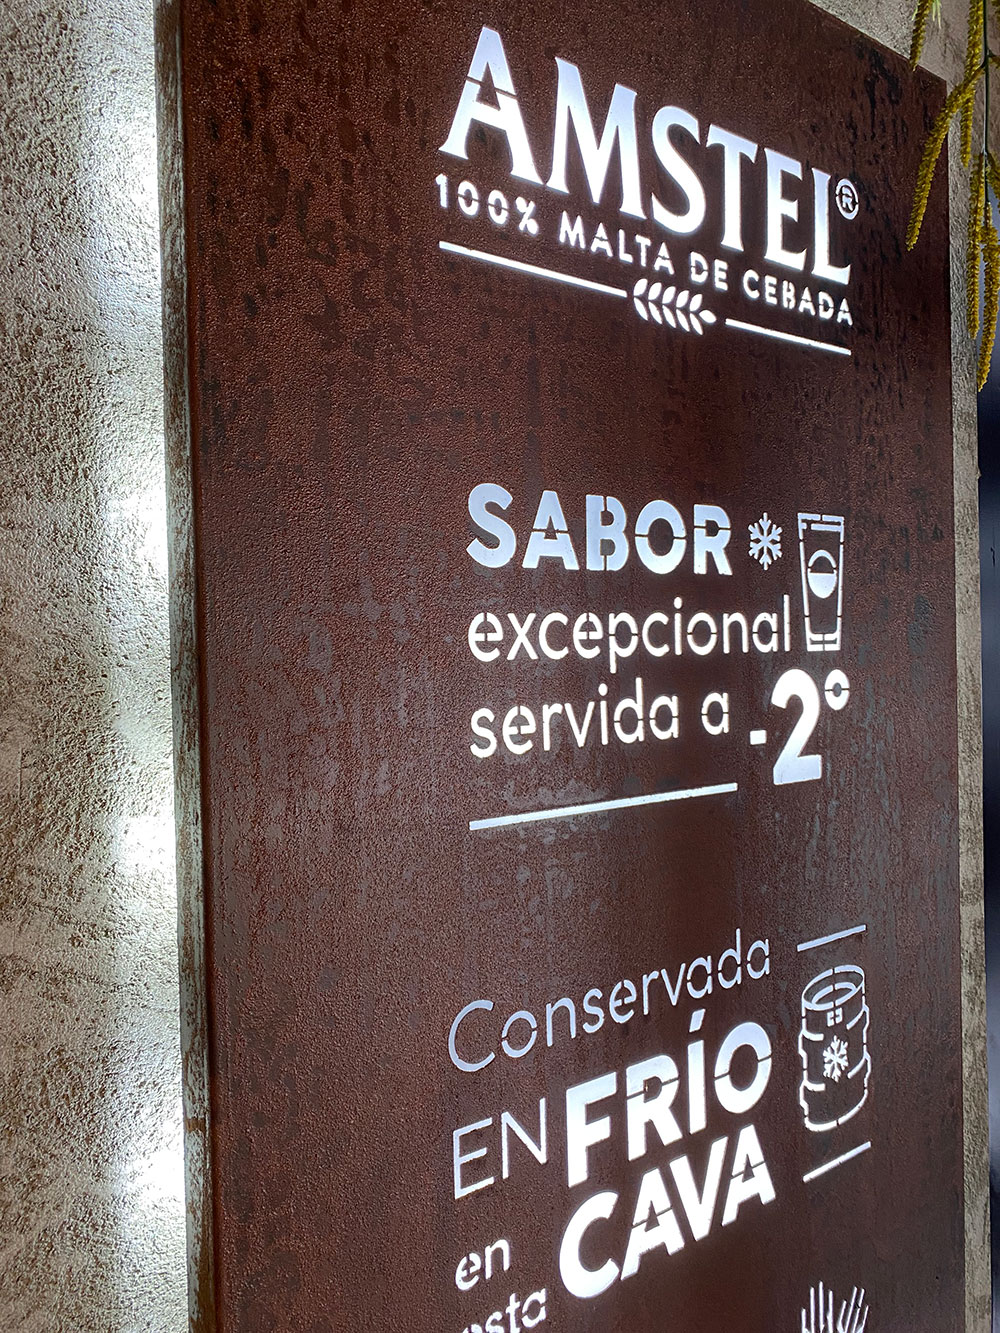 AMSTEL®
100% MALTA DE CEBADA
SABOR
excepcional
servida a -2°
Conservada
EN FRÍO
CAVA
en